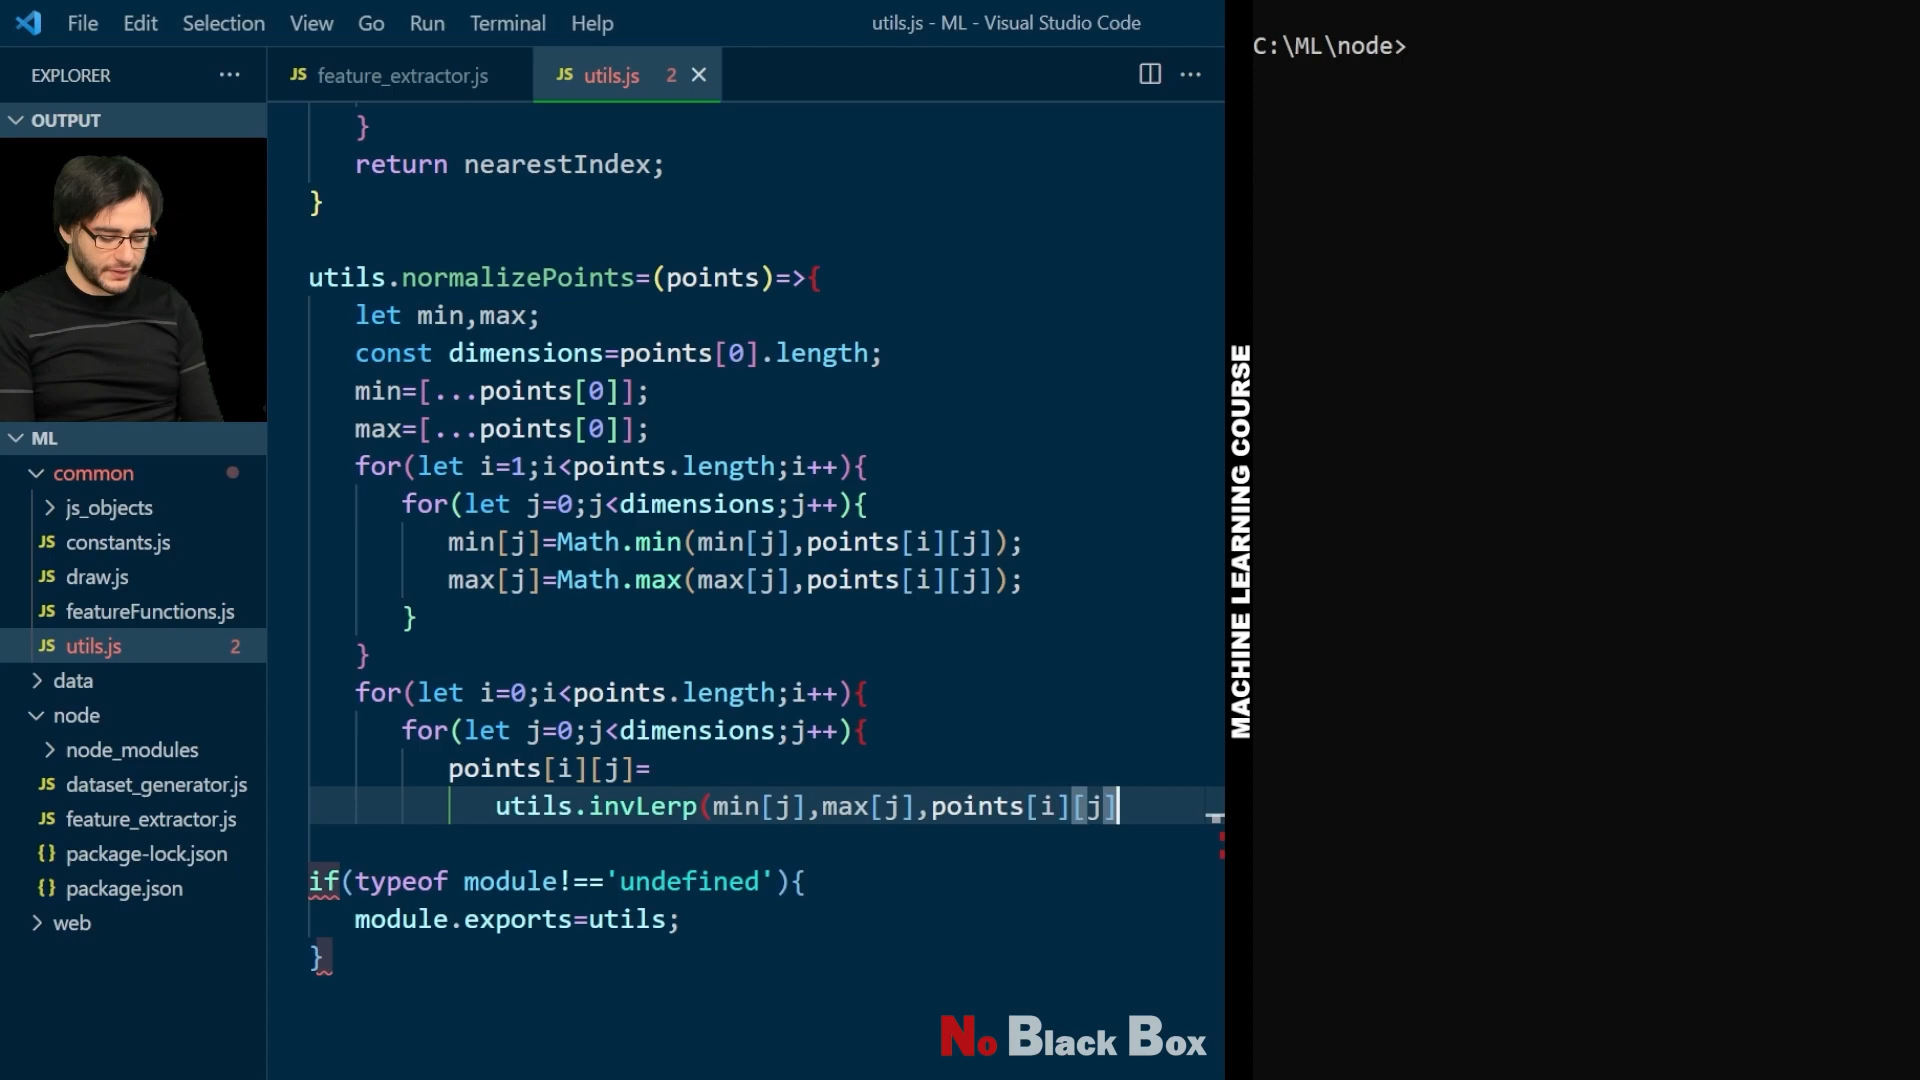 File Edit Selection View Go Run Terminal Help
utils.js - ML - Visual Studio Code
EXPLORER ...
JS feature_extractor.js
JS utils.js 2
OUTPUT
ML
common
js_objects
JS constants.js
JS draw.js
JS featureFunctions.js
JS utils.js 2
data
node
node_modules
JS dataset_generator.js
JS feature_extractor.js
{} package-lock.json
{} package.json
web
}
return nearestIndex;
}
utils.normalizePoints=(points)=>{
let min,max;
const dimensions=points[0].length;
min=[...points[0]];
max=[...points[0]];
for(let i=1;i<points.length;i++){
for(let j=0;j<dimensions;j++){
min[j]=Math.min(min[j],points[i][j]);
max[j]=Math.max(max[j],points[i][j]);
}
}
for(let i=0;i<points.length;i++){
for(let j=0;j<dimensions;j++){
points[i][j]=
utils.invLerp(min[j],max[j],points[i][j]
if(typeof module!=='undefined'){
module.exports=utils;
}
No Black Box
MACHINE LEARNING COURSE
C:\ML\node>